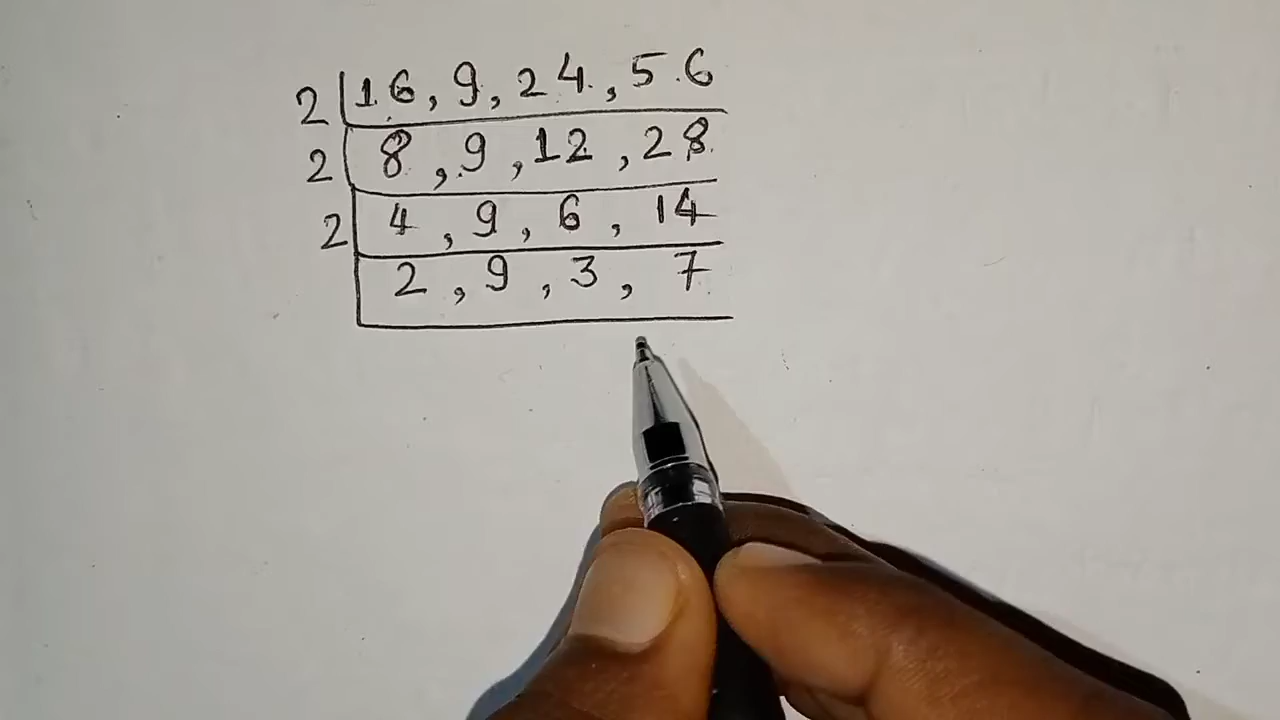 2 16, 9, 24, 56
2 8, 9, 12, 28
2 4, 9, 6, 14
2, 9, 3, 7